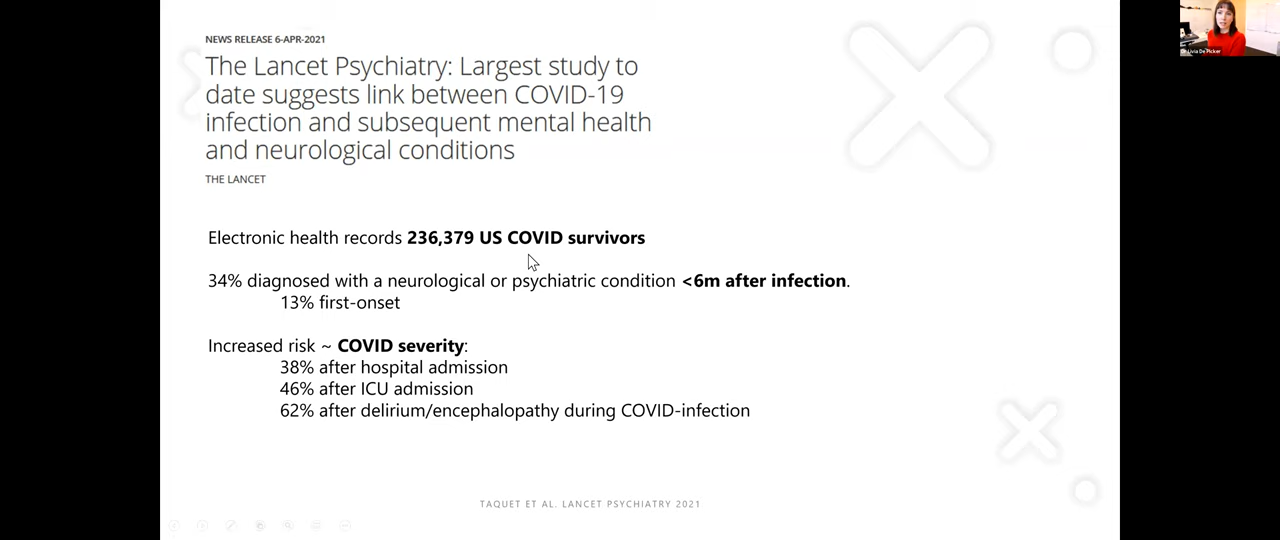 NEWS RELEASE 6-APR-2021
The Lancet Psychiatry: Largest study to
date suggests link between COVID-19
infection and subsequent mental health
and neurological conditions
THE LANCET
Electronic health records 236,379 US COVID survivors
34% diagnosed with a neurological or psychiatric condition <6m after infection.
13% first-onset
Increased risk ~ COVID severity:
38% after hospital admission
46% after ICU admission
62% after delirium/encephalopathy during COVID-infection
TAQUET ET AL. LANCET PSYCHIATRY 2021
Livia De Picker